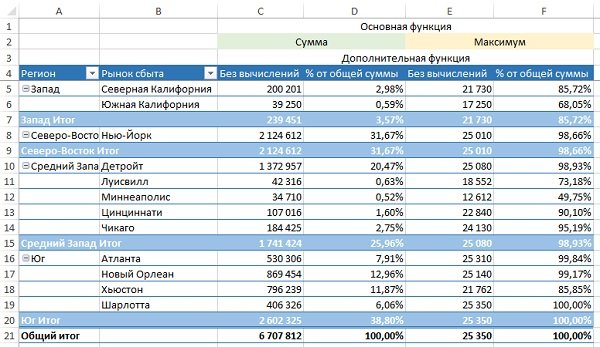 A B C D E F
1 Основная функция
2 Сумма Максимум
3 Дополнительная функция
4 Регион Рынок сбыта Без вычислений % от общей суммы Без вычислений % от общей суммы
5 Запад Северная Калифорния 200 201 2,98% 21 730 85,72%
6 Южная Калифорния 39 250 0,59% 17 250 68,05%
7 Запад Итог 239 451 3,57% 21 730 85,72%
8 Северо-Восто Нью-Йорк 2 124 612 31,67% 25 010 98,66%
9 Северо-Восток Итог 2 124 612 31,67% 25 010 98,66%
10 Средний Запа Детройт 1 372 957 20,47% 25 080 98,93%
11 Луисвилл 42 316 0,63% 18 552 73,18%
12 Миннеаполис 34 710 0,52% 12 612 49,75%
13 Цинциннати 107 016 1,60% 22 840 90,10%
14 Чикаго 184 425 2,75% 24 130 95,19%
15 Средний Запад Итог 1 741 424 25,96% 25 080 98,93%
16 Юг Атланта 530 306 7,91% 25 310 99,84%
17 Новый Орлеан 869 454 12,96% 25 140 99,17%
18 Хьюстон 796 239 11,87% 21 762 85,85%
19 Шарлотта 406 326 6,06% 25 350 100,00%
20 Юг Итог 2 602 325 38,80% 25 350 100,00%
21 Общий итог 6 707 812 100,00% 25 350 100,00%